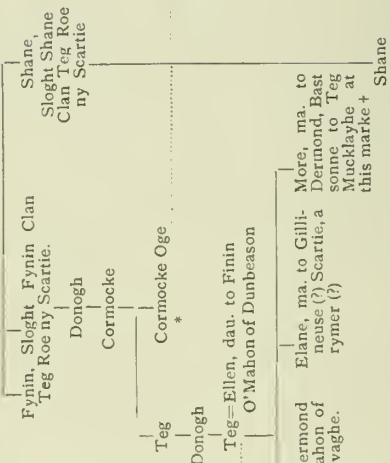 Fynin, Sloght Fynin Clan
Teg Roe ny Scartie.
Shane,
Sloght Shane
Clan Teg Roe
ny Scartie
Donogh
Cormocke
Teg
Cormocke Oge
*
Donogh
Teg=Ellen, dau. to Finin
O'Mahon of Dunbeason
ermond
ahon of
vaghe.
Elane, ma. to Gilli-
neuse (?) Scartie, a
rymer (?)
More, ma. to
Dermond, Bast
sonne to Teg
Mucklayhe at
this marke +
Shane